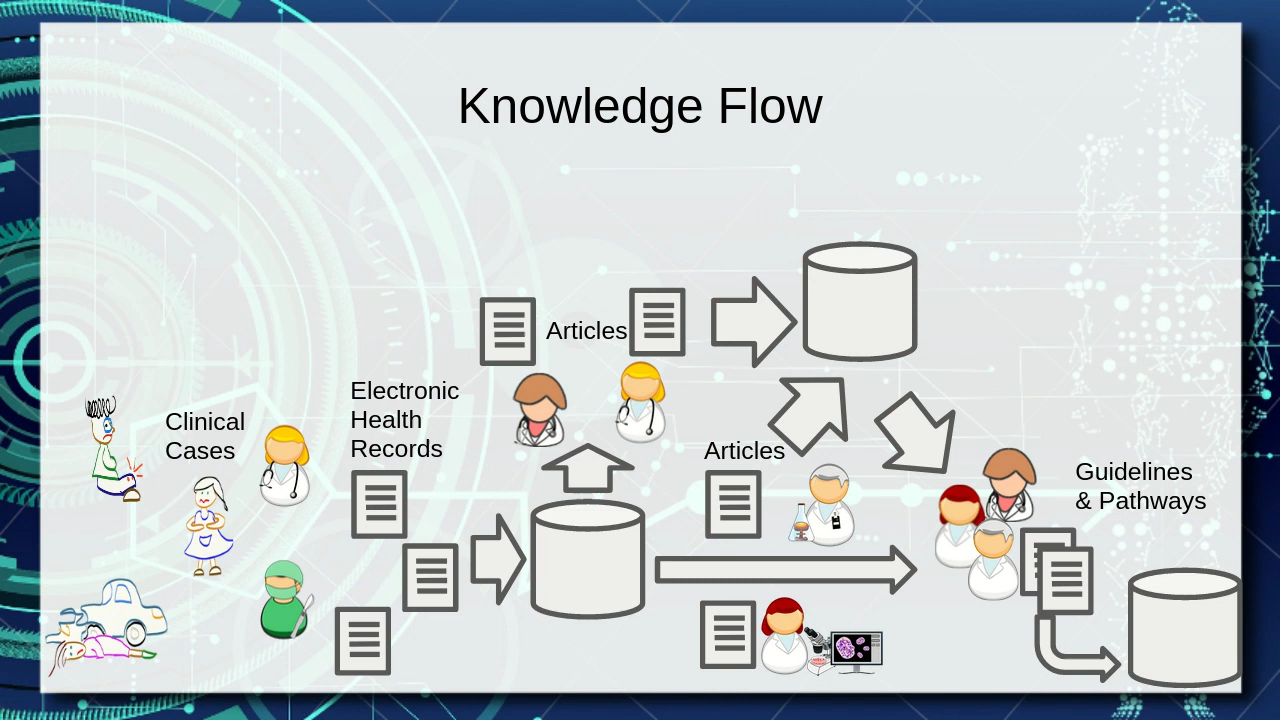 Knowledge Flow
Articles
Electronic
Health
Records
Clinical
Cases
Articles
Guidelines
& Pathways